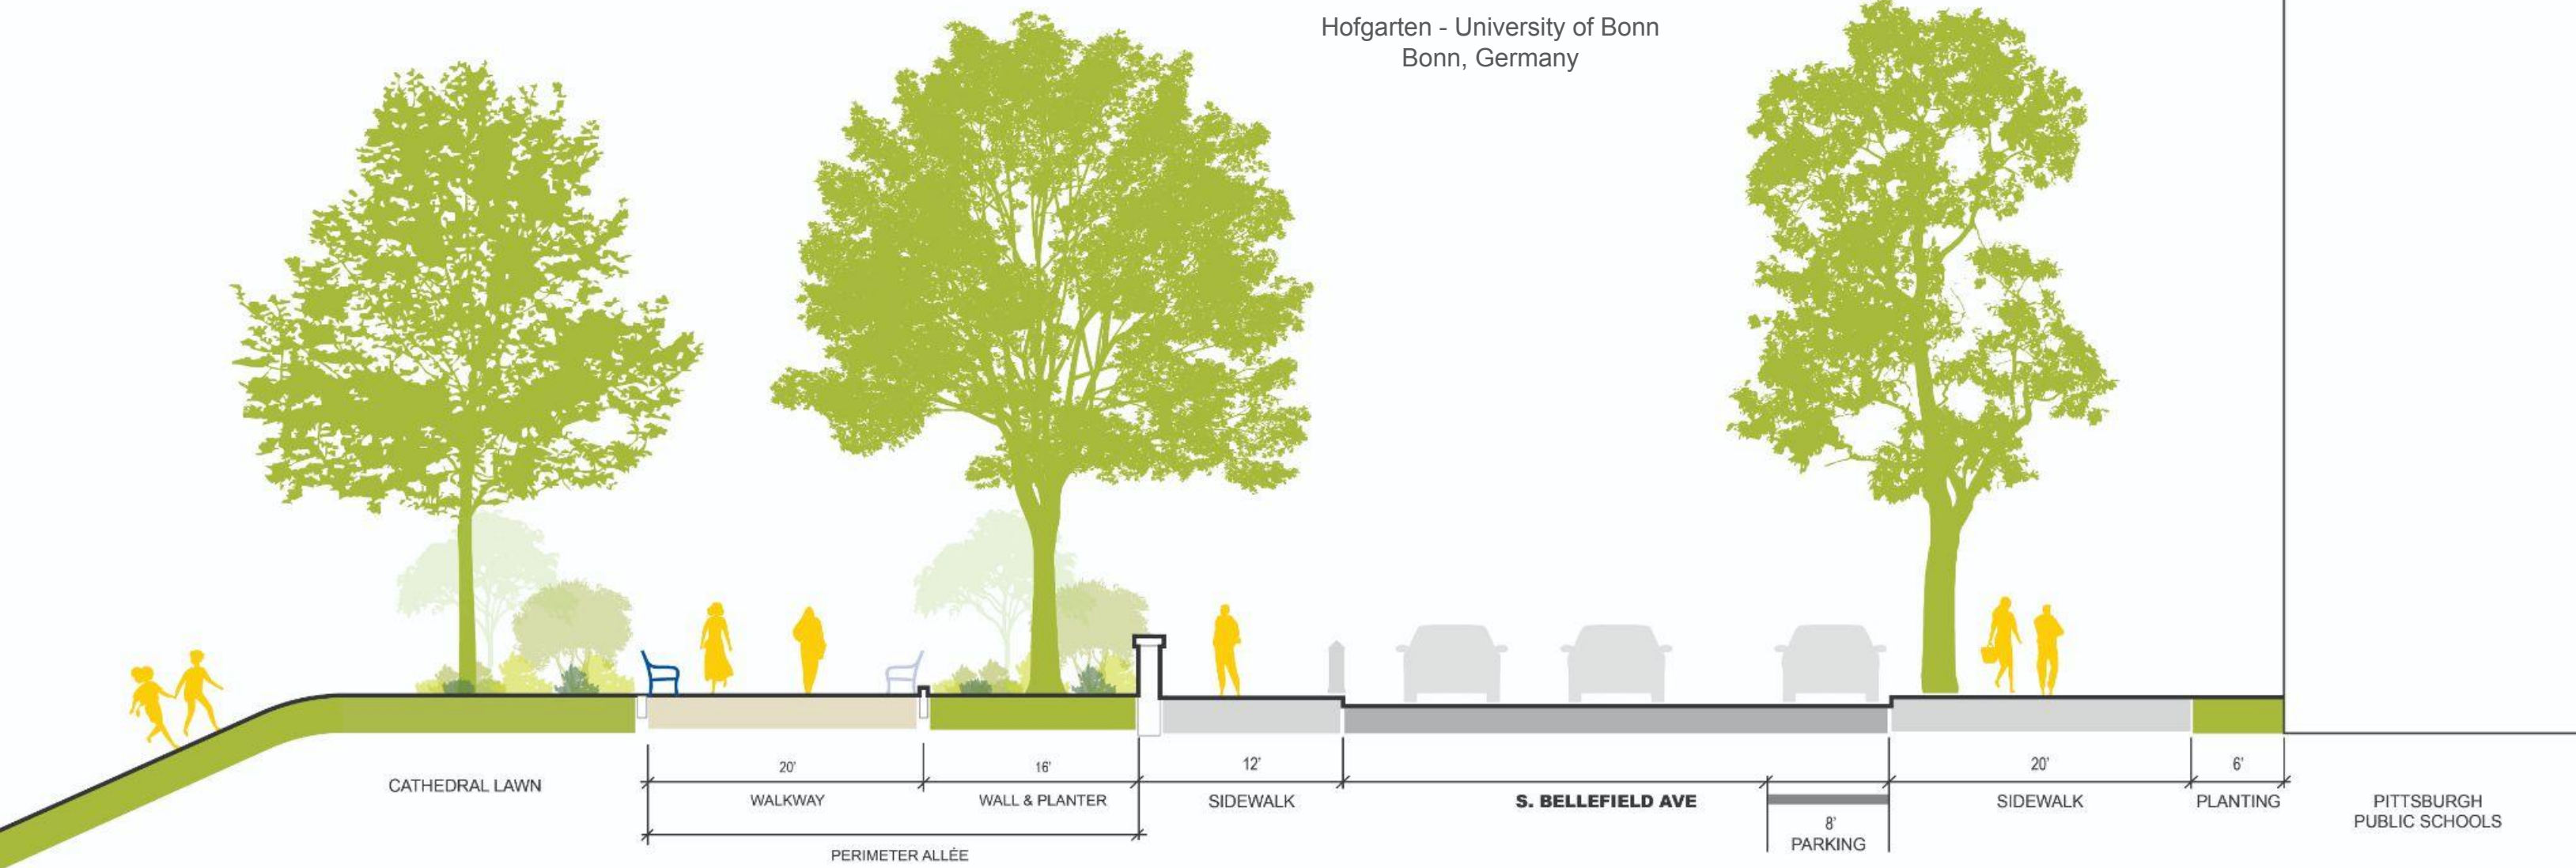 Hofgarten - University of Bonn
Bonn, Germany
CATHEDRAL LAWN
20'
WALKWAY
16'
WALL & PLANTER
PERIMETER ALLÉE
12'
SIDEWALK
S. BELLEFIELD AVE
8'
PARKING
20'
SIDEWALK
6'
PLANTING
PITTSBURGH
PUBLIC SCHOOLS